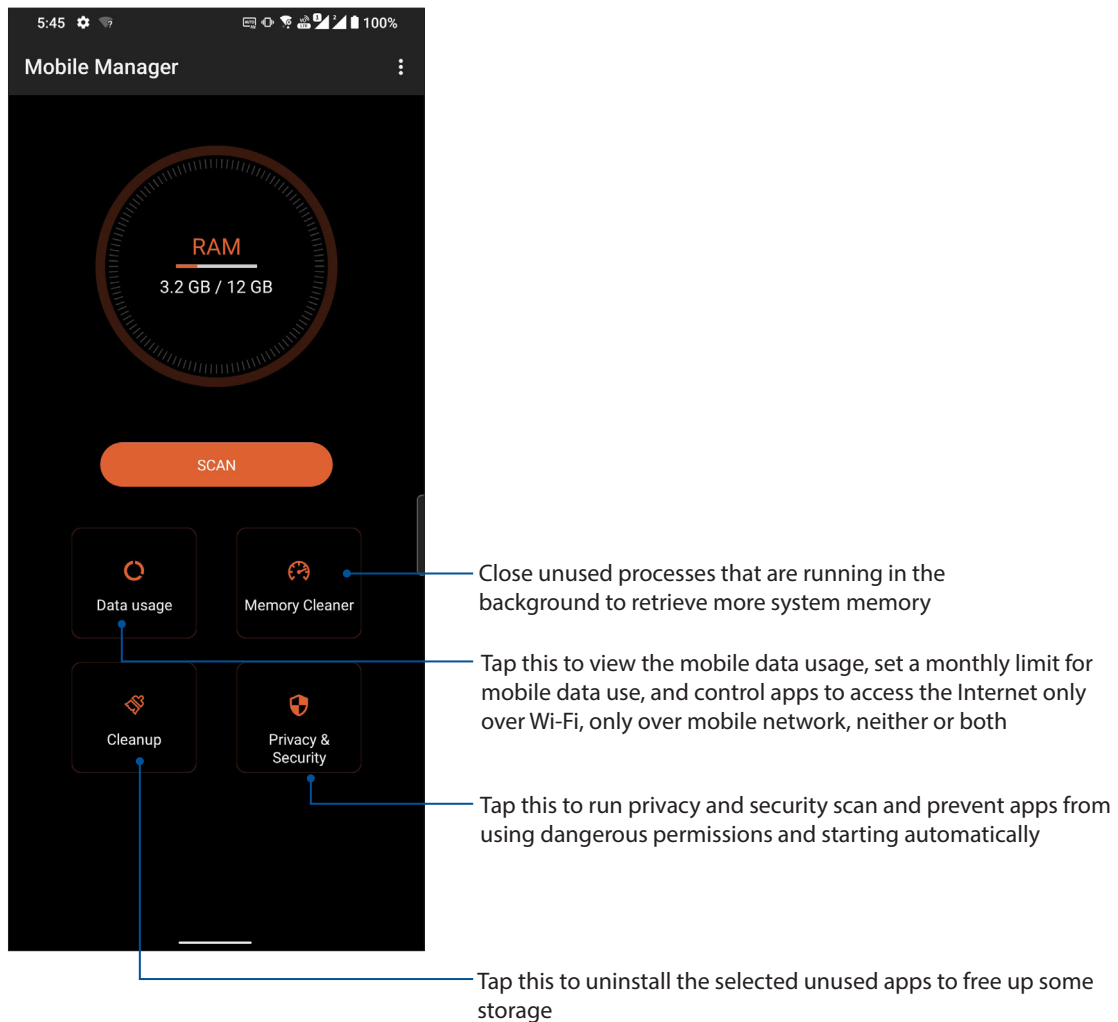 5:45
100%
Mobile Manager
RAM
3.2 GB / 12 GB
SCAN
Data usage
Memory Cleaner
Cleanup
Privacy &
Security
Close unused processes that are running in the
background to retrieve more system memory
Tap this to view the mobile data usage, set a monthly limit for
mobile data use, and control apps to access the Internet only
over Wi-Fi, only over mobile network, neither or both
Tap this to run privacy and security scan and prevent apps from
using dangerous permissions and starting automatically
Tap this to uninstall the selected unused apps to free up some
storage